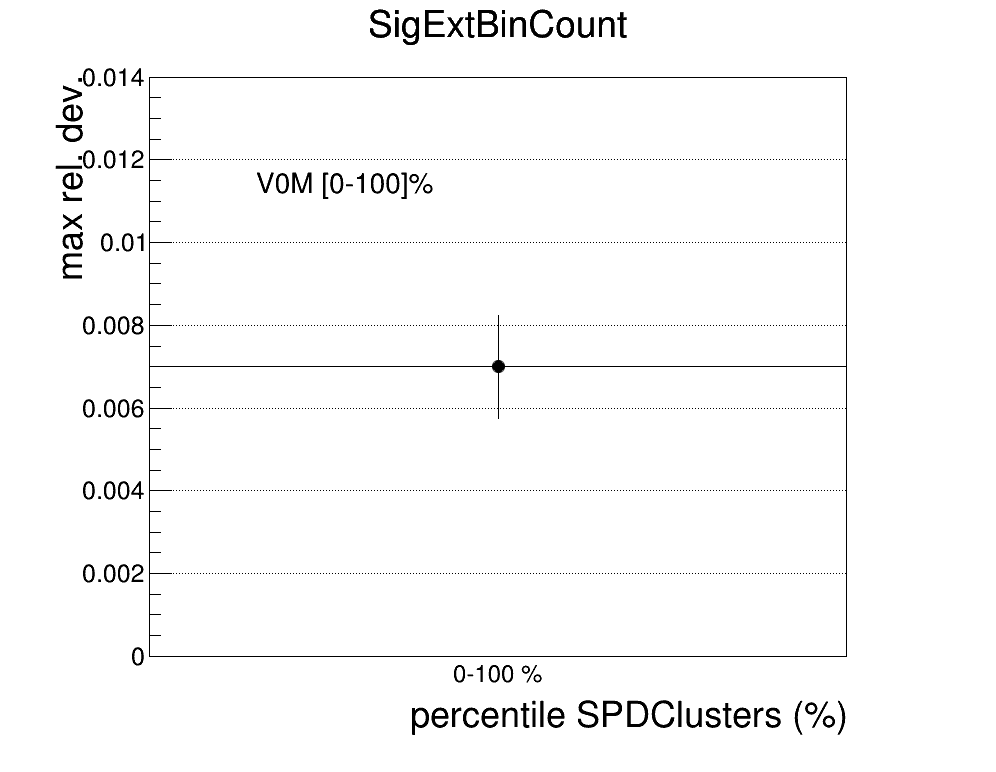 SigExtBinCount
max rel. dev.
0.014
0.012
V0M [0-100]%
0.01
0.008
0.006
0.004
0.002
0
0-100 %
percentile SPDClusters (%)